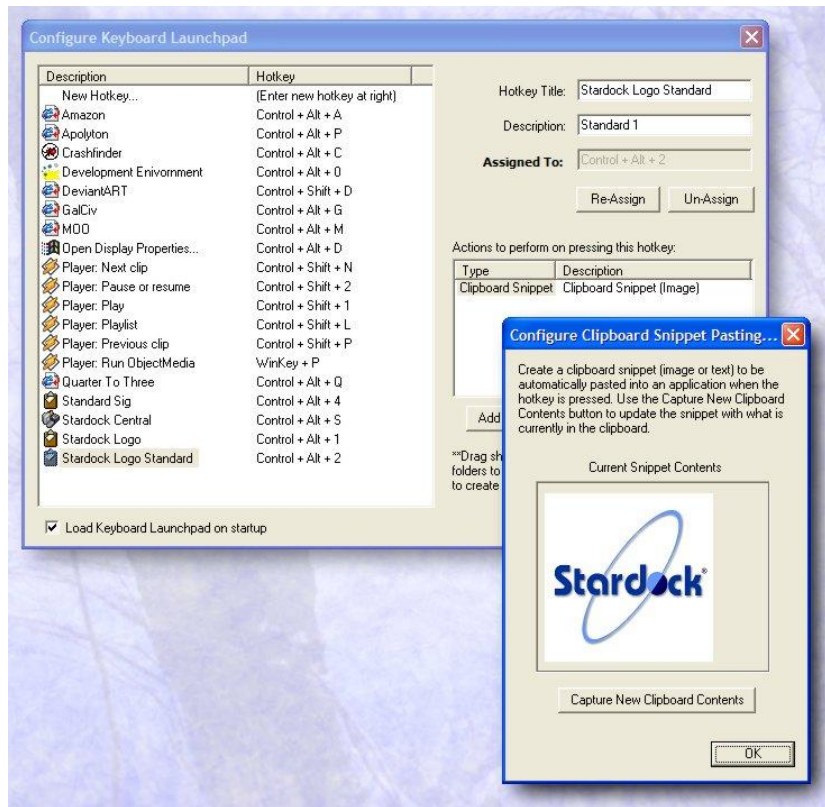 Configure Keyboard Launchpad
Description Hotkey
New Hotkey... (Enter new hotkey at right)
Amazon Control + Alt + A
Apolyton Control + Alt + P
Crashfinder Control + Alt + C
Development Enivornment Control + Alt + 0
DeviantART Control + Shift + D
GalCiv Control + Alt + G
MOO Control + Alt + M
Open Display Properties... Control + Alt + D
Player: Next clip Control + Shift + N
Player: Pause or resume Control + Shift + 2
Player: Play Control + Shift + 1
Player: Playlist Control + Shift + L
Player: Previous clip Control + Shift + P
Player: Run ObjectMedia WinKey + P
Quarter To Three Control + Alt + Q
Standard Sig Control + Alt + 4
Stardock Central Control + Alt + S
Stardock Logo Control + Alt + 1
Stardock Logo Standard Control + Alt + 2
Load Keyboard Launchpad on startup
Hotkey Title: Stardock Logo Standard
Description: Standard 1
Assigned To: Control + Alt + 2
Re-Assign Un-Assign
Actions to perform on pressing this hotkey:
Type Description
Clipboard Snippet Clipboard Snippet (Image)
Add
**Drag sh
folders to
to create
Configure Clipboard Snippet Pasting...
Create a clipboard snippet (image or text) to be
automatically pasted into an application when the
hotkey is pressed. Use the Capture New Clipboard
Contents button to update the snippet with what is
currently in the clipboard.
Current Snippet Contents
Stardock®
Capture New Clipboard Contents
OK